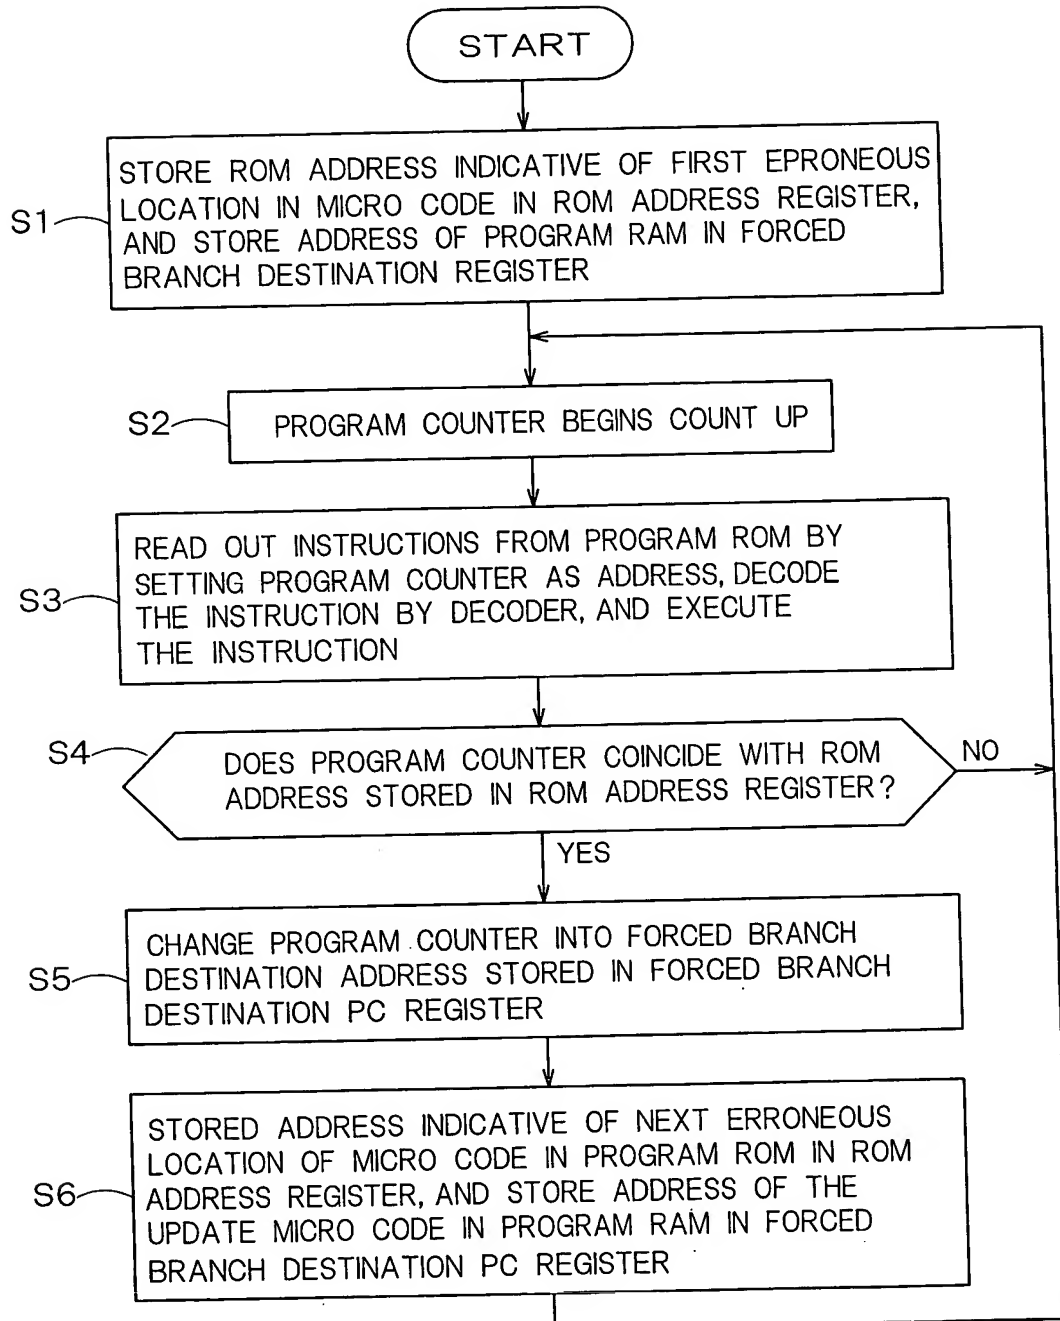 START
STORE ROM ADDRESS INDICATIVE OF FIRST EPRONEOUS
LOCATION IN MICRO CODE IN ROM ADDRESS REGISTER,
AND STORE ADDRESS OF PROGRAM RAM IN FORCED
BRANCH DESTINATION REGISTER
S1
S2
PROGRAM COUNTER BEGINS COUNT UP
READ OUT INSTRUCTIONS FROM PROGRAM ROM BY
SETTING PROGRAM COUNTER AS ADDRESS, DECODE
THE INSTRUCTION BY DECODER, AND EXECUTE
THE INSTRUCTION
S3
S4
DOES PROGRAM COUNTER COINCIDE WITH ROM
ADDRESS STORED IN ROM ADDRESS REGISTER?
NO
YES
CHANGE PROGRAM COUNTER INTO FORCED BRANCH
DESTINATION ADDRESS STORED IN FORCED BRANCH
DESTINATION PC REGISTER
S5
STORED ADDRESS INDICATIVE OF NEXT ERRONEOUS
LOCATION OF MICRO CODE IN PROGRAM ROM IN ROM
ADDRESS REGISTER, AND STORE ADDRESS OF THE
UPDATE MICRO CODE IN PROGRAM RAM IN FORCED
BRANCH DESTINATION PC REGISTER
S6